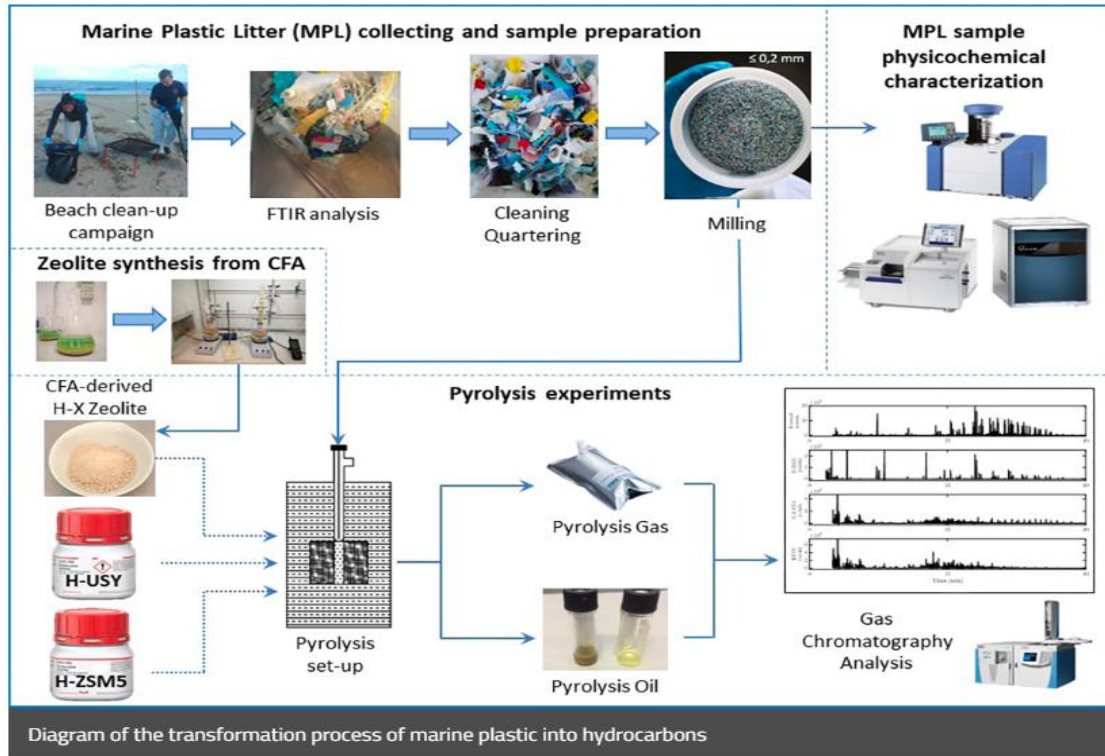 Marine Plastic Litter (MPL) collecting and sample preparation
≤ 0,2 mm
Beach clean-up
campaign
FTIR analysis
Cleaning
Quartering
Milling
MPL sample
physicochemical
characterization
Zeolite synthesis from CFA
CFA-derived
H-X Zeolite
H-USY
H-ZSM5
Pyrolysis experiments
Pyrolysis
set-up
Pyrolysis Gas
Pyrolysis Oil
Time [min]
Gas
Chromatography
Analysis
Diagram of the transformation process of marine plastic into hydrocarbons